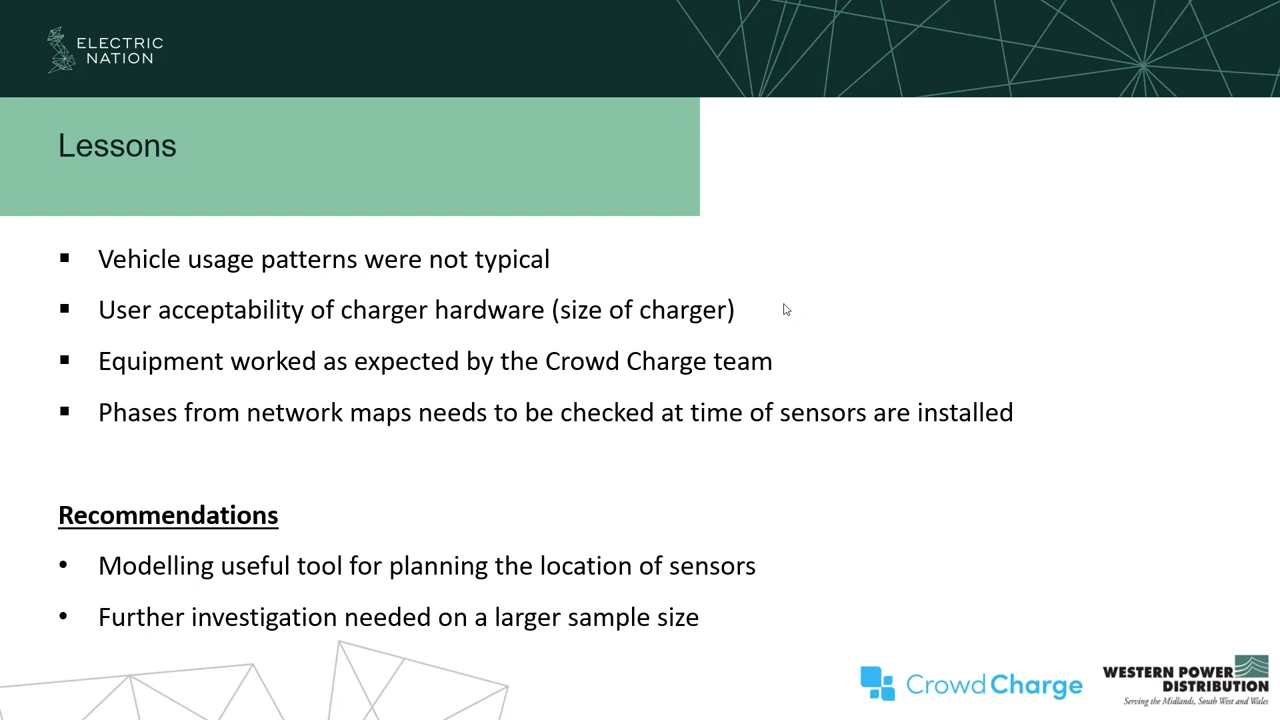 ELECTRIC
NATION
Lessons
▪ Vehicle usage patterns were not typical
▪ User acceptability of charger hardware (size of charger)
▪ Equipment worked as expected by the Crowd Charge team
▪ Phases from network maps needs to be checked at time of sensors are installed
Recommendations
• Modelling useful tool for planning the location of sensors
• Further investigation needed on a larger sample size
CrowdCharge
WESTERN POWER
DISTRIBUTION
Serving the Midlands, South West and Wales